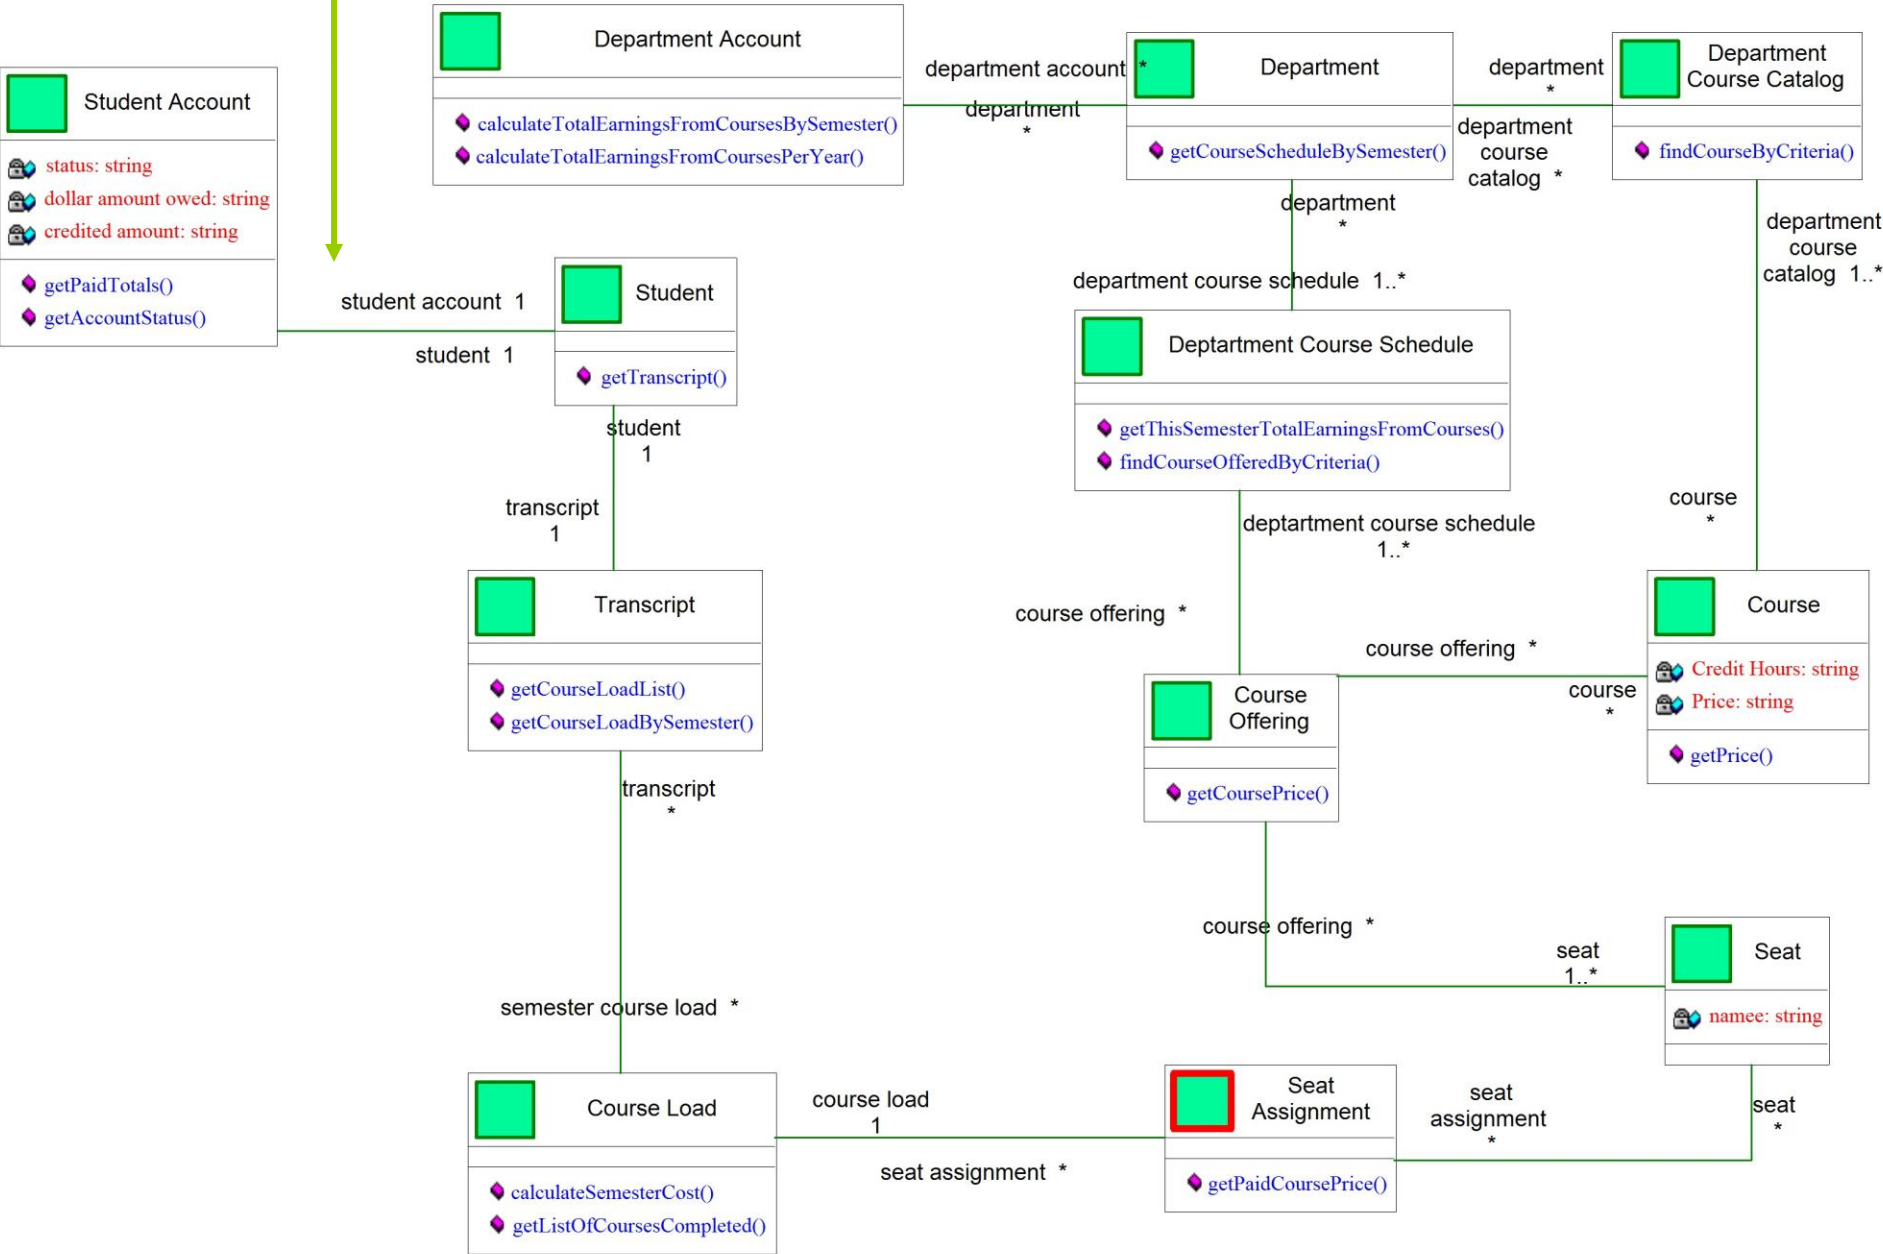 Student Account
status: string
dollar amount owed: string
credited amount: string
getPaidTotals()
getAccountStatus()
Department Account
calculateTotalEarningsFromCoursesBySemester()
calculateTotalEarningsFromCoursesPerYear()
department account *
department
*
Department
getCourseScheduleBySemester()
department
*
department
course
catalog *
Department
Course Catalog
findCourseByCriteria()
department
*
department course schedule 1..*
department
course
catalog 1..*
student account 1
student 1
Student
getTranscript()
student
1
transcript
1
Deptartment Course Schedule
getThisSemesterTotalEarningsFromCourses()
findCourseOfferedByCriteria()
deptartment course schedule
1..*
course offering *
course
*
Transcript
getCourseLoadList()
getCourseLoadBySemester()
Course
Credit Hours: string
Price: string
getPrice()
course offering *
course
*
Course
Offering
getCoursePrice()
transcript
*
semester course load *
course offering *
seat
1..*
Seat
namee: string
Course Load
calculateSemesterCost()
getListOfCoursesCompleted()
course load
1
seat assignment *
Seat
Assignment
getPaidCoursePrice()
seat
assignment
*
seat
*